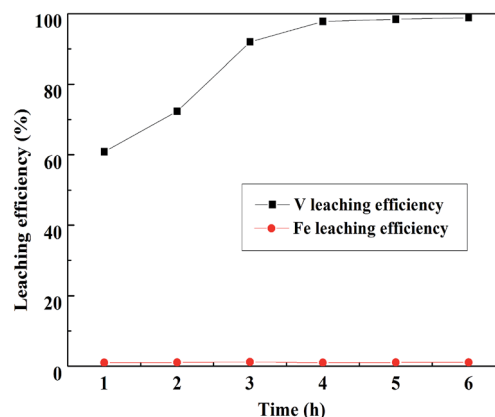 100
80
60
40
20
0
Leaching efficiency (%)
V leaching efficiency
Fe leaching efficiency
1 2 3 4 5 6
Time (h)